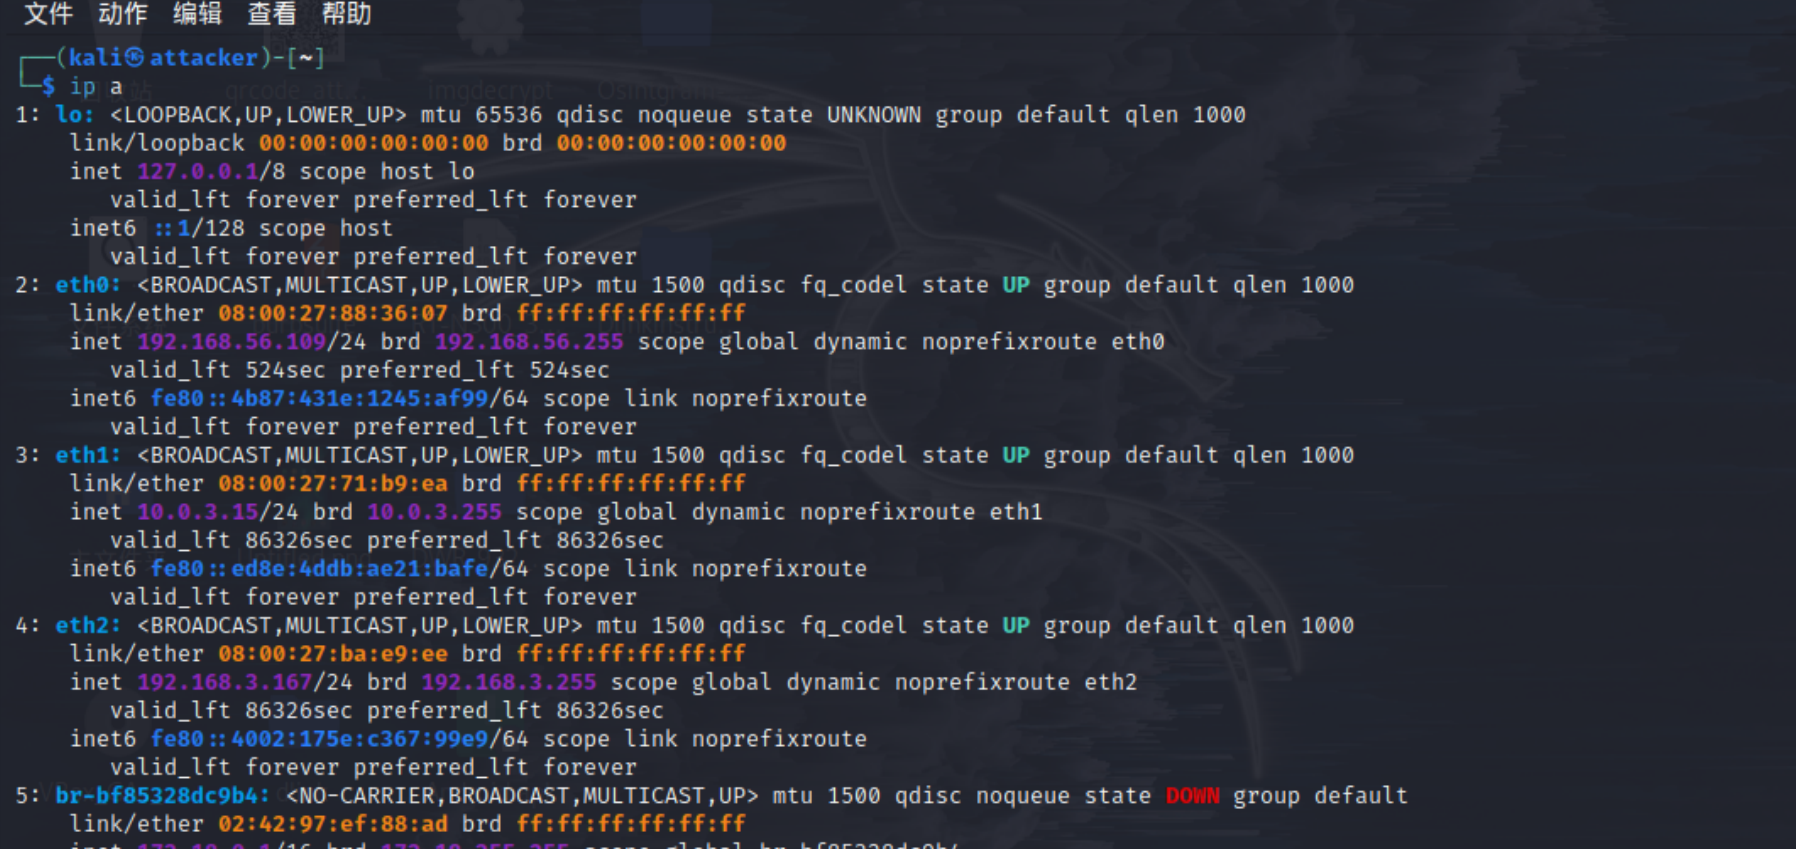 文件 动作 编辑 查看 帮助
┌──(kali㉿attacker)-[~]
└─$ ip a
1: lo: <LOOPBACK,UP,LOWER_UP> mtu 65536 qdisc noqueue state UNKNOWN group default qlen 1000
link/loopback 00:00:00:00:00:00 brd 00:00:00:00:00:00
inet 127.0.0.1/8 scope host lo
valid_lft forever preferred_lft forever
inet6 ::1/128 scope host
valid_lft forever preferred_lft forever
2: eth0: <BROADCAST,MULTICAST,UP,LOWER_UP> mtu 1500 qdisc fq_codel state UP group default qlen 1000
link/ether 08:00:27:88:36:07 brd ff:ff:ff:ff:ff:ff
inet 192.168.56.109/24 brd 192.168.56.255 scope global dynamic noprefixroute eth0
valid_lft 524sec preferred_lft 524sec
inet6 fe80::4b87:431e:1245:af99/64 scope link noprefixroute
valid_lft forever preferred_lft forever
3: eth1: <BROADCAST,MULTICAST,UP,LOWER_UP> mtu 1500 qdisc fq_codel state UP group default qlen 1000
link/ether 08:00:27:71:b9:ea brd ff:ff:ff:ff:ff:ff
inet 10.0.3.15/24 brd 10.0.3.255 scope global dynamic noprefixroute eth1
valid_lft 86326sec preferred_lft 86326sec
inet6 fe80::ed8e:4ddb:ae21:bafe/64 scope link noprefixroute
valid_lft forever preferred_lft forever
4: eth2: <BROADCAST,MULTICAST,UP,LOWER_UP> mtu 1500 qdisc fq_codel state UP group default qlen 1000
link/ether 08:00:27:ba:e9:ee brd ff:ff:ff:ff:ff:ff
inet 192.168.3.167/24 brd 192.168.3.255 scope global dynamic noprefixroute eth2
valid_lft 86326sec preferred_lft 86326sec
inet6 fe80::4002:175e:c367:99e9/64 scope link noprefixroute
valid_lft forever preferred_lft forever
5: br-bf85328dc9b4: <NO-CARRIER,BROADCAST,MULTICAST,UP> mtu 1500 qdisc noqueue state DOWN group default
link/ether 02:42:97:ef:88:ad brd ff:ff:ff:ff:ff:ff